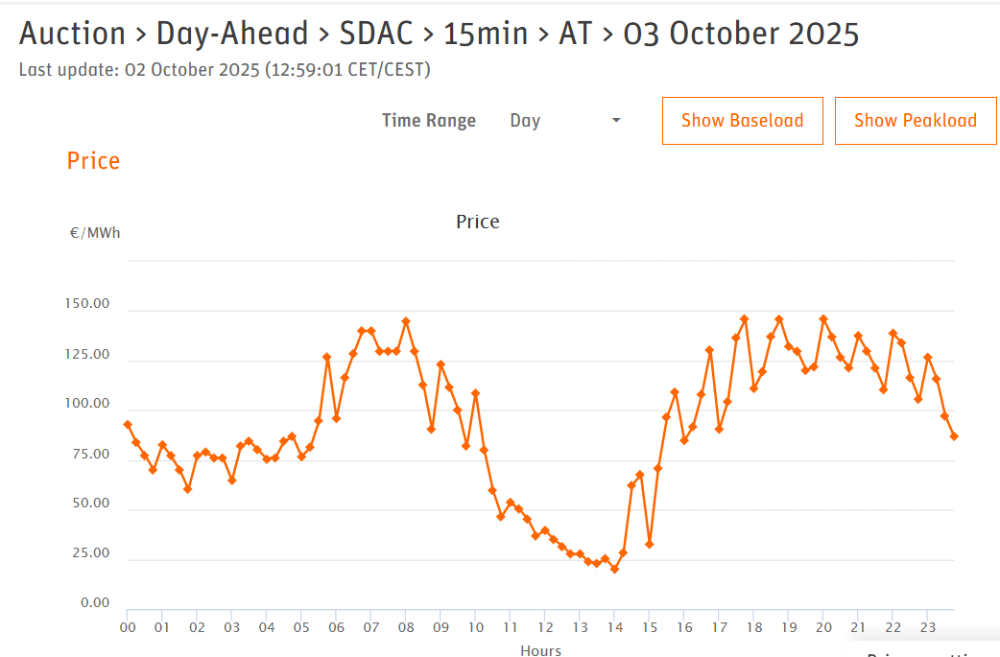 Auction > Day-Ahead > SDAC > 15min > AT > 03 October 2025
Last update: 02 October 2025 (12:59:01 CET/CEST)
Time Range Day Show Baseload Show Peakload
Price
Price
€/MWh
150.00
125.00
100.00
75.00
50.00
25.00
0.00
00 01 02 03 04 05 06 07 08 09 10 11 12 13 14 15 16 17 18 19 20 21 22 23
Hours